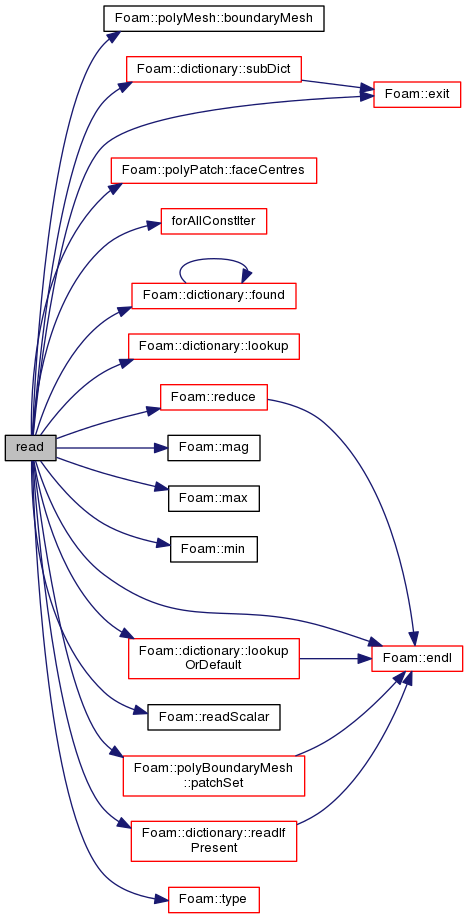 Foam::polyMesh::boundaryMesh
Foam::dictionary::subDict
Foam::exit
Foam::polyPatch::faceCentres
forAllConstIter
Foam::dictionary::found
Foam::dictionary::lookup
Foam::reduce
read
Foam::mag
Foam::max
Foam::min
Foam::dictionary::lookup
OrDefault
Foam::endl
Foam::readScalar
Foam::polyBoundaryMesh
::patchSet
Foam::dictionary::readIf
Present
Foam::type